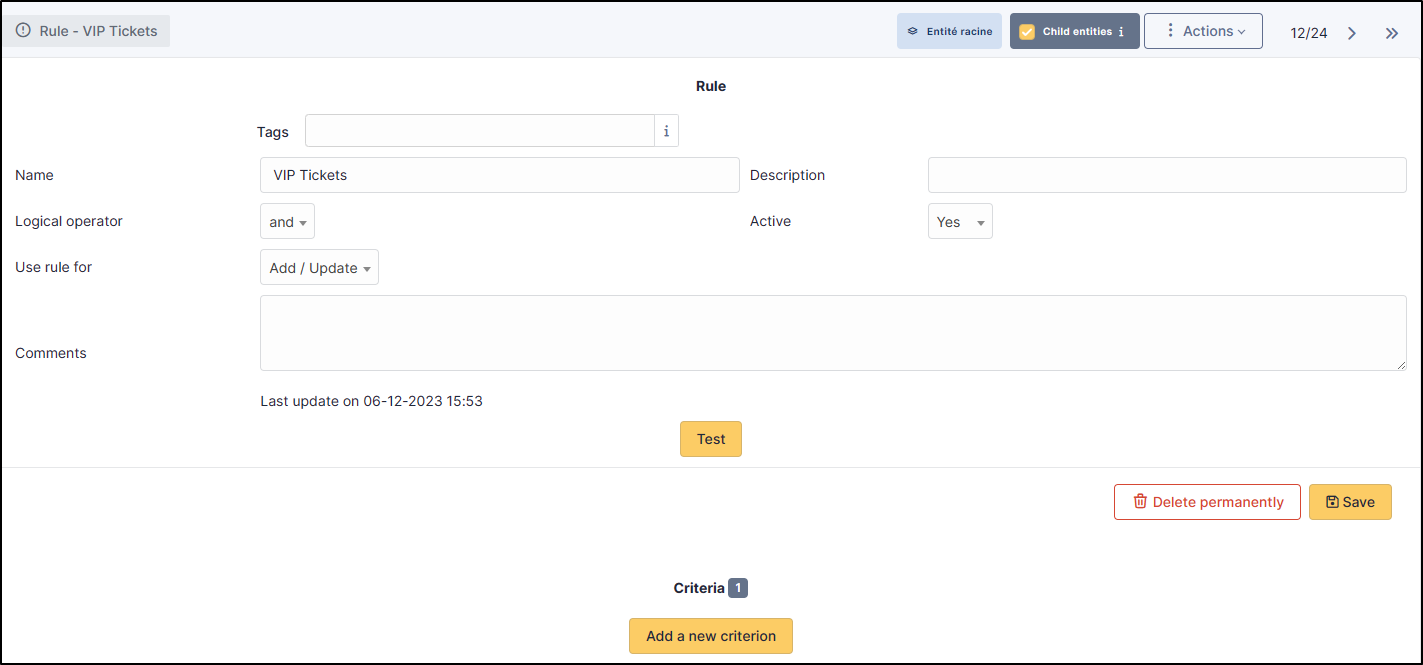 Rule - VIP Tickets
Entité racine
Child entities i
Actions
12/24
Rule
Tags
i
Name
VIP Tickets
Description
Logical operator
and
Active
Yes
Use rule for
Add / Update
Comments
Last update on 06-12-2023 15:53
Test
Delete permanently
Save
Criteria 1
Add a new criterion